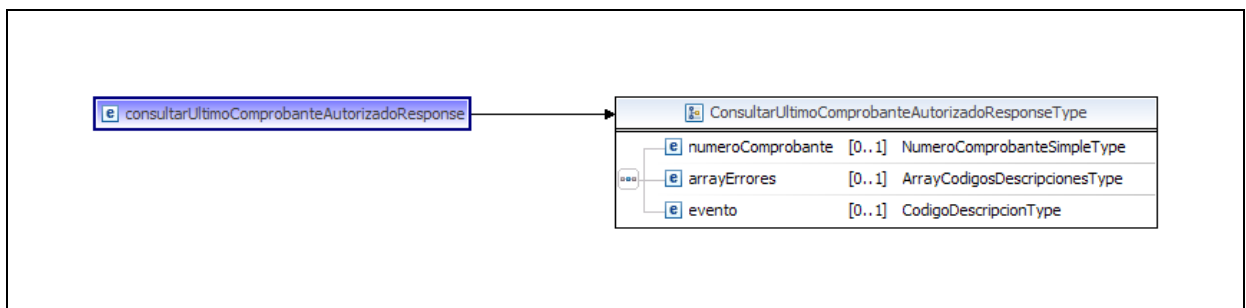 e consultarUltimoComprobanteAutorizadoResponse
ConsultarUltimoComprobanteAutorizadoResponseType
e numeroComprobante [0..1] NumeroComprobanteSimpleType
e arrayErrores [0..1] ArrayCodigosDescripcionesType
e evento [0..1] CodigoDescripcionType